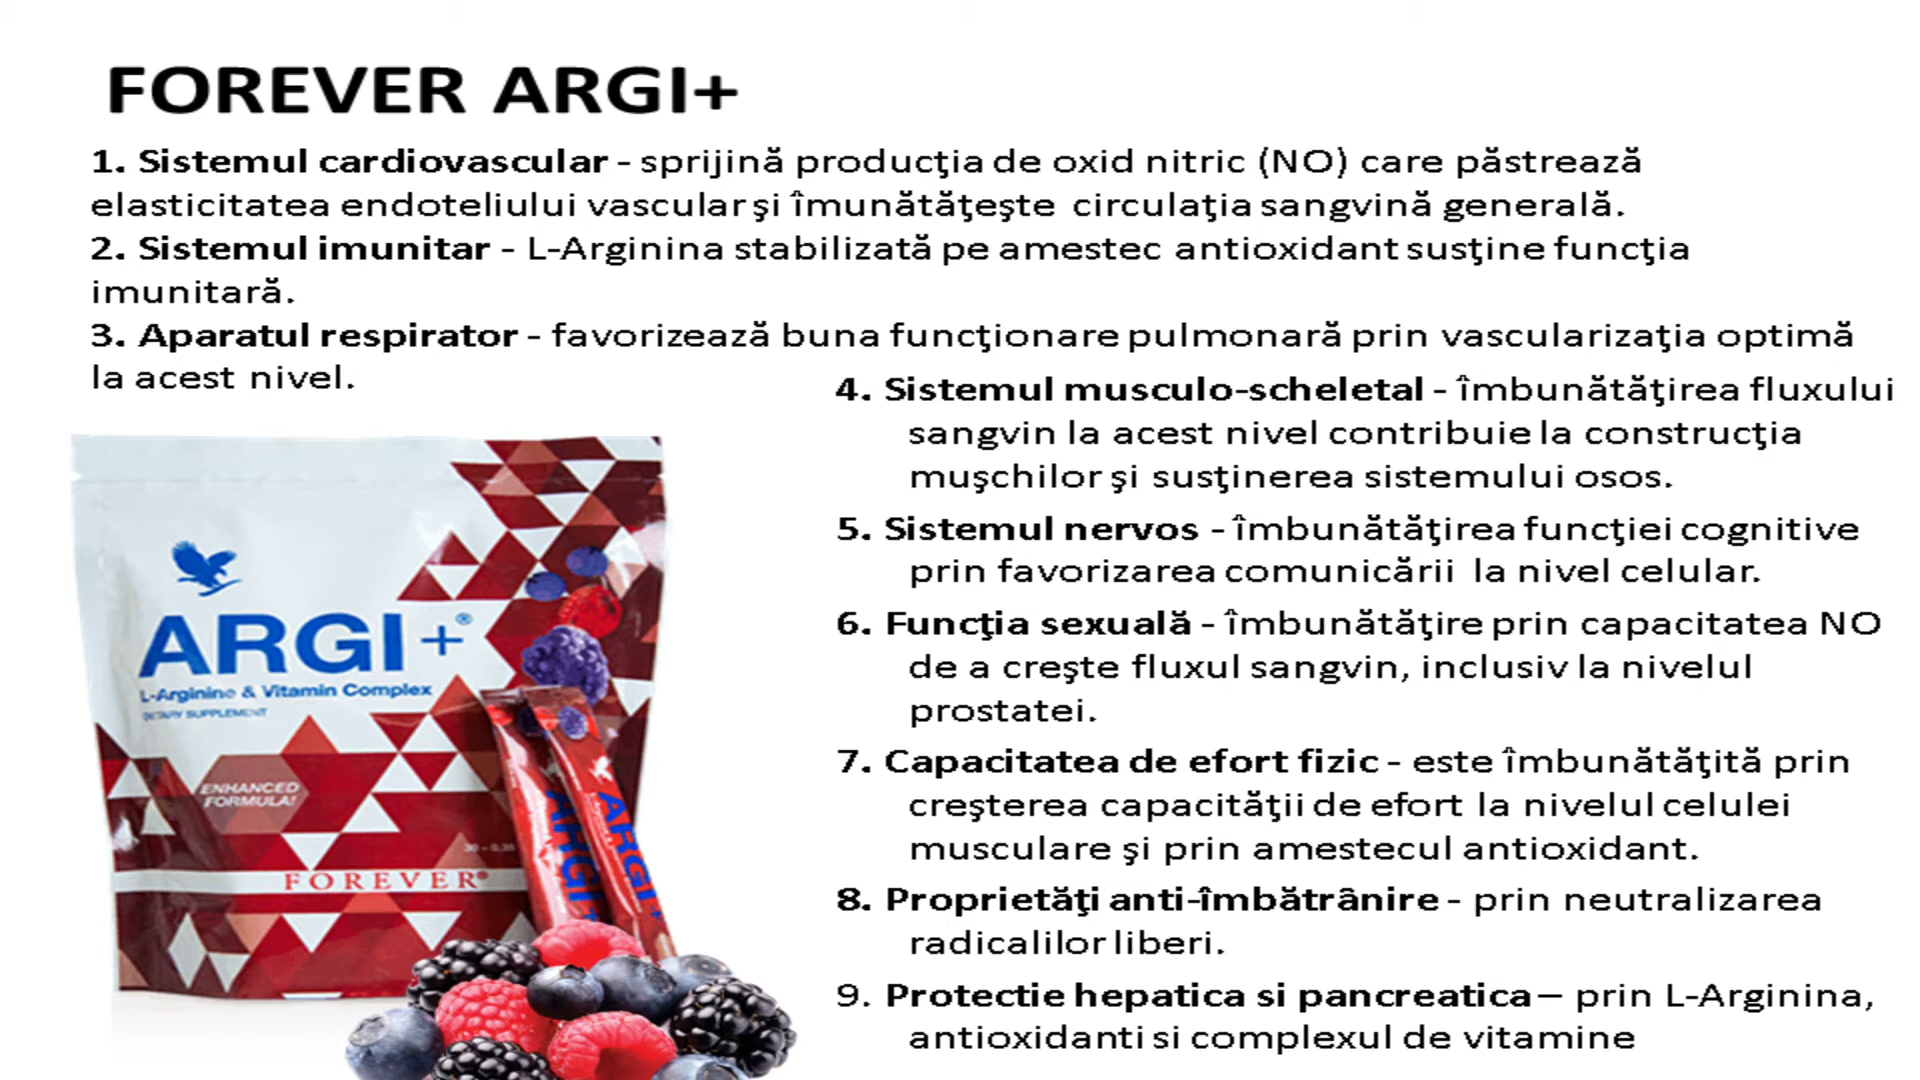 FOREVER ARGI+
1. Sistemul cardiovascular - sprijină producţia de oxid nitric (NO) care păstrează
elasticitatea endoteliului vascular şi îmunătăţeşte circulaţia sangvină generală.
2. Sistemul imunitar - L-Arginina stabilizată pe amestec antioxidant susţine funcţia
imunitară.
3. Aparatul respirator - favorizează buna funcţionare pulmonară prin vascularizaţia optimă
la acest nivel.
4. Sistemul musculo-scheletal - îmbunătăţirea fluxului
sangvin la acest nivel contribuie la construcţia
muşchilor şi susţinerea sistemului osos.
5. Sistemul nervos - îmbunătăţirea funcţiei cognitive
prin favorizarea comunicării la nivel celular.
6. Funcţia sexuală - îmbunătăţire prin capacitatea NO
de a creşte fluxul sangvin, inclusiv la nivelul
prostatei.
7. Capacitatea de efort fizic - este îmbunătăţită prin
creşterea capacităţii de efort la nivelul celulei
musculare şi prin amestecul antioxidant.
8. Proprietăţi anti-îmbătrânire - prin neutralizarea
radicalilor liberi.
9. Protectie hepatica si pancreatica – prin L-Arginina,
antioxidanti si complexul de vitamine
ARGI+®
L-Arginine & Vitamin Complex
DIETARY SUPPLEMENT
ENHANCED
FORMULA!
FOREVER®
ARGI+
ARGI+